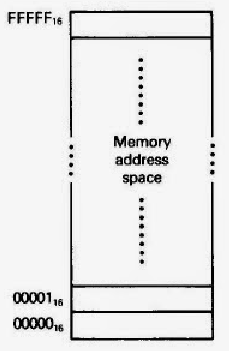 FFFFF₁₆
Memory
address
space
00001₁₆
00000₁₆